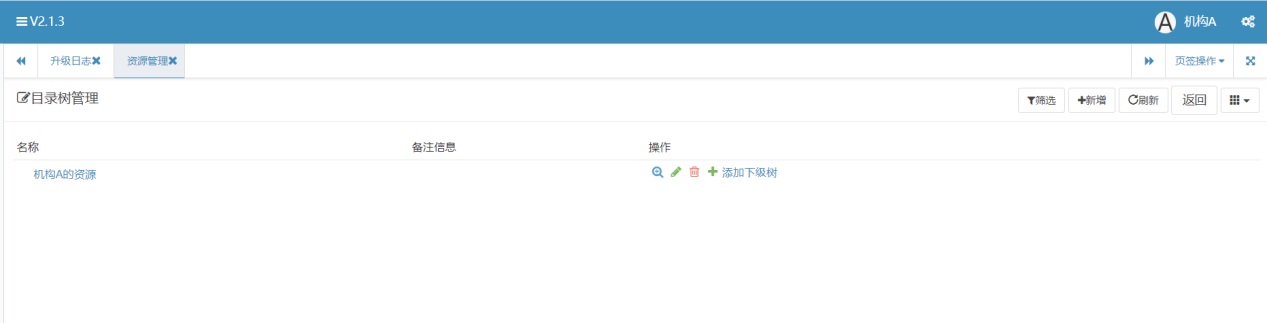 V2.1.3 机构A
升级日志 资源管理 页签操作
目录树管理 筛选 新增 刷新 返回
名称 备注信息 操作
机构A的资源 添加下级树